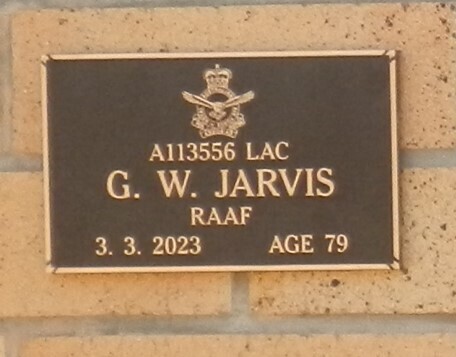 A113556 LAC
G. W. JARVIS
RAAF
3. 3. 2023 AGE 79